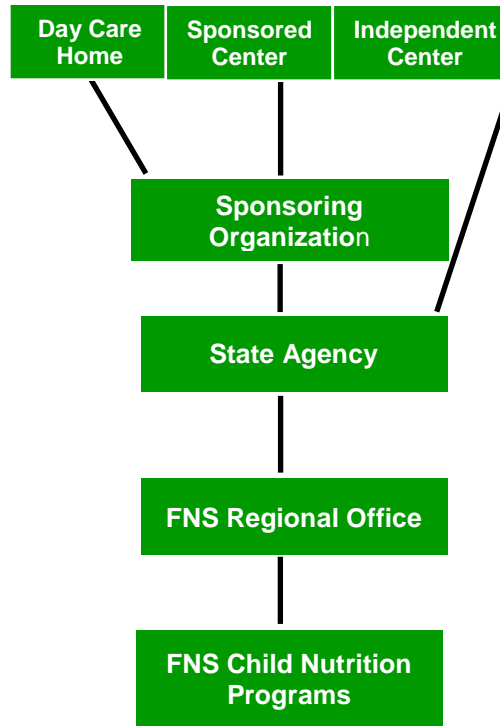 Day Care
Home
Sponsored
Center
Independent
Center
Sponsoring
Organization
State Agency
FNS Regional Office
FNS Child Nutrition
Programs